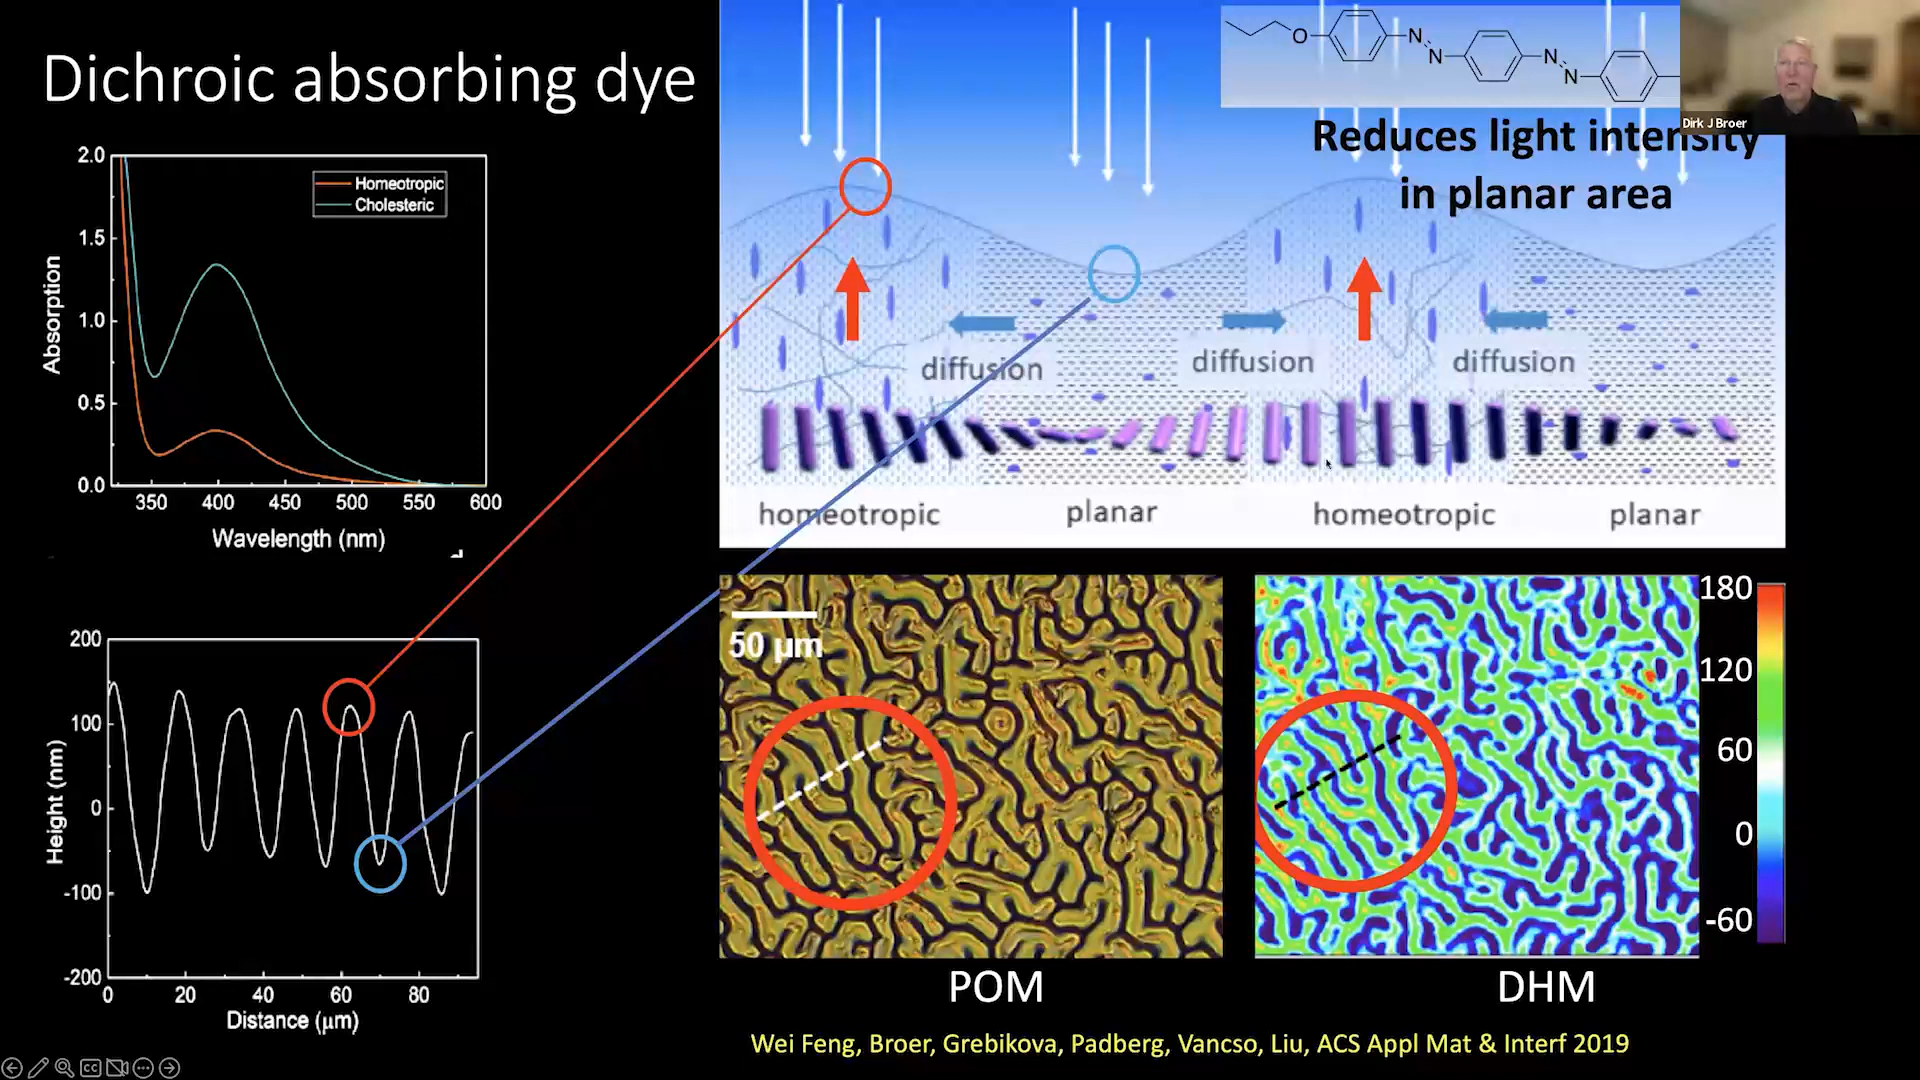 Dichroic absorbing dye
2.0
1.5
1.0
0.5
0.0
Absorption
Homeotropic
Cholesteric
350 400 450 500 550 600
Wavelength (nm)
200
100
0
-100
-200
Height (nm)
0 20 40 60 80
Distance (μm)
O N N N N
Dirk J Broer
Reduces light intensity
in planar area
diffusion diffusion diffusion
homeotropic planar homeotropic planar
50 μm
POM
180
120
60
0
-60
DHM
Wei Feng, Broer, Grebikova, Padberg, Vancso, Liu, ACS Appl Mat & Interf 2019
CC